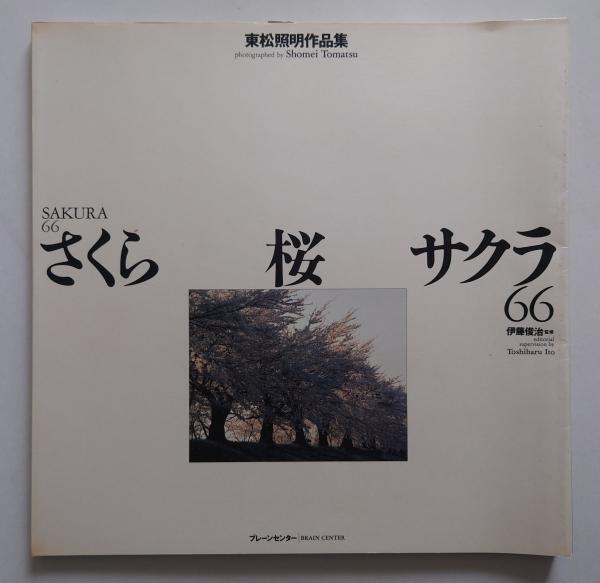 東松照明作品集
photographed by Shomei Tomatsu
SAKURA
66
さくら 桜 サクラ
66
伊藤俊治 監修
editorial
supervision by
Toshiharu Ito
ブレーンセンター BRAIN CENTER